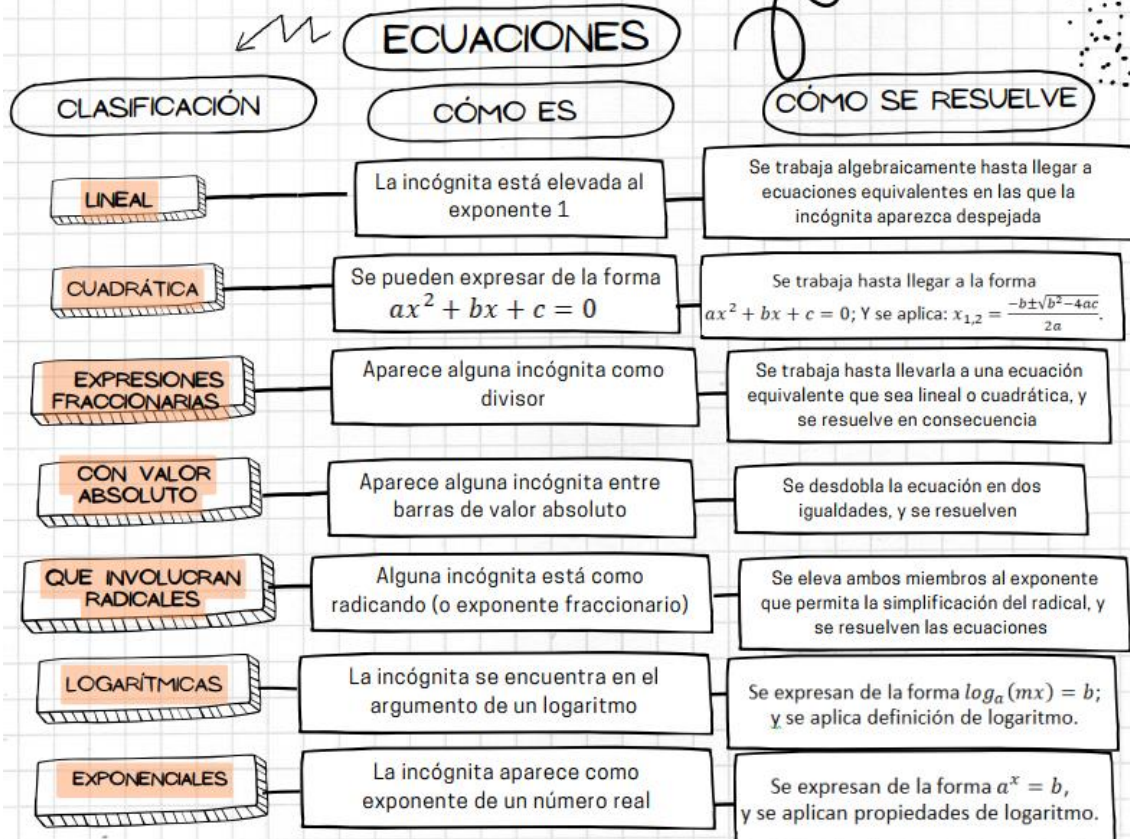 ECUACIONES
CLASIFICACIÓN
CÓMO ES
CÓMO SE RESUELVE
LINEAL
La incógnita está elevada al
exponente 1
Se trabaja algebraicamente hasta llegar a
ecuaciones equivalentes en las que la
incógnita aparezca despejada
CUADRÁTICA
Se pueden expresar de la forma
ax² + bx + c = 0
Se trabaja hasta llegar a la forma
ax² + bx + c = 0; Y se aplica: x₁,₂ = (-b±√(b²-4ac))/2a.
EXPRESIONES
FRACCIONARIAS
Aparece alguna incógnita como
divisor
Se trabaja hasta llevarla a una ecuación
equivalente que sea lineal o cuadrática, y
se resuelve en consecuencia
CON VALOR
ABSOLUTO
Aparece alguna incógnita entre
barras de valor absoluto
Se desdobla la ecuación en dos
igualdades, y se resuelven
QUE INVOLUCRAN
RADICALES
Alguna incógnita está como
radicando (o exponente fraccionario)
Se eleva ambos miembros al exponente
que permita la simplificación del radical, y
se resuelven las ecuaciones
LOGARÍTMICAS
La incógnita se encuentra en el
argumento de un logaritmo
Se expresan de la forma logₐ(mx) = b;
y se aplica definición de logaritmo.
EXPONENCIALES
La incógnita aparece como
exponente de un número real
Se expresan de la forma aˣ = b,
y se aplican propiedades de logaritmo.